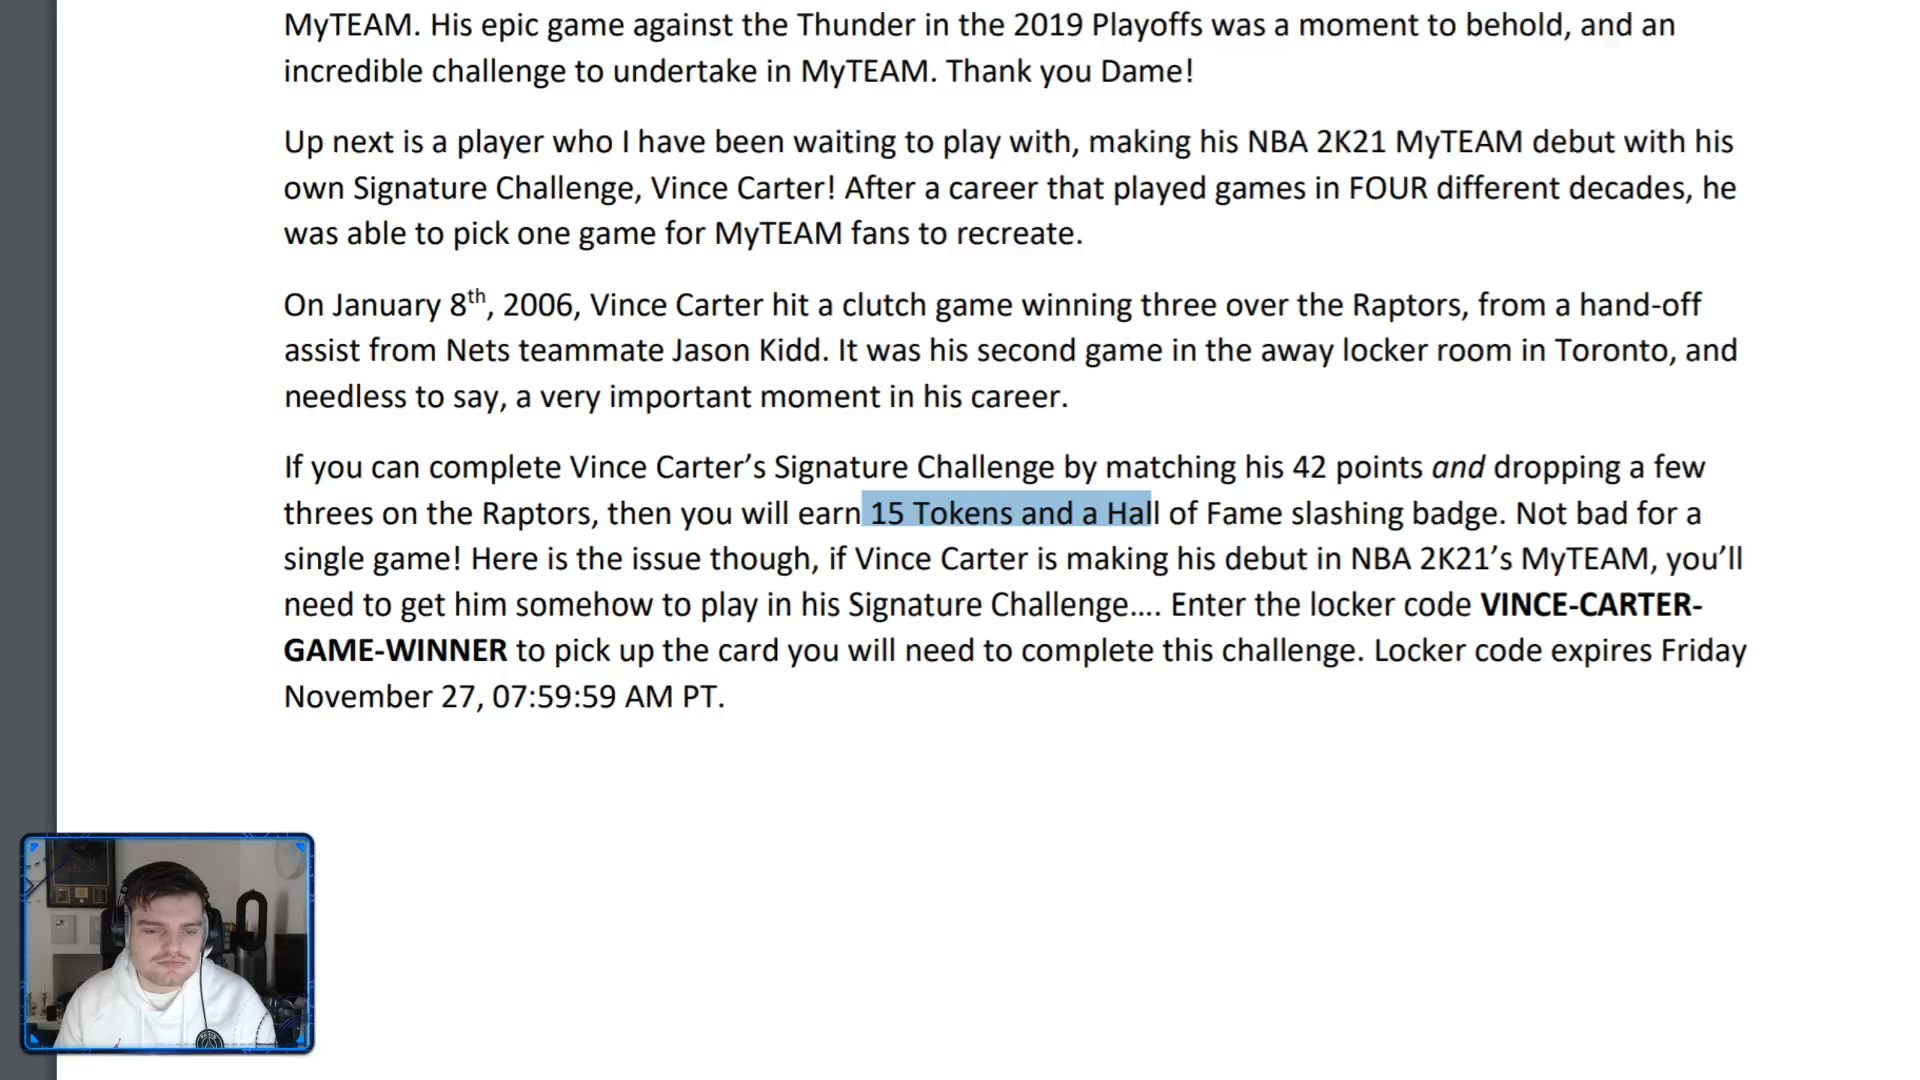 MyTEAM. His epic game against the Thunder in the 2019 Playoffs was a moment to behold, and an
incredible challenge to undertake in MyTEAM. Thank you Dame!
Up next is a player who I have been waiting to play with, making his NBA 2K21 MyTEAM debut with his
own Signature Challenge, Vince Carter! After a career that played games in FOUR different decades, he
was able to pick one game for MyTEAM fans to recreate.
On January 8th, 2006, Vince Carter hit a clutch game winning three over the Raptors, from a hand-off
assist from Nets teammate Jason Kidd. It was his second game in the away locker room in Toronto, and
needless to say, a very important moment in his career.
If you can complete Vince Carter’s Signature Challenge by matching his 42 points and dropping a few
threes on the Raptors, then you will earn 15 Tokens and a Hall of Fame slashing badge. Not bad for a
single game! Here is the issue though, if Vince Carter is making his debut in NBA 2K21’s MyTEAM, you’ll
need to get him somehow to play in his Signature Challenge…. Enter the locker code VINCE-CARTER-
GAME-WINNER to pick up the card you will need to complete this challenge. Locker code expires Friday
November 27, 07:59:59 AM PT.